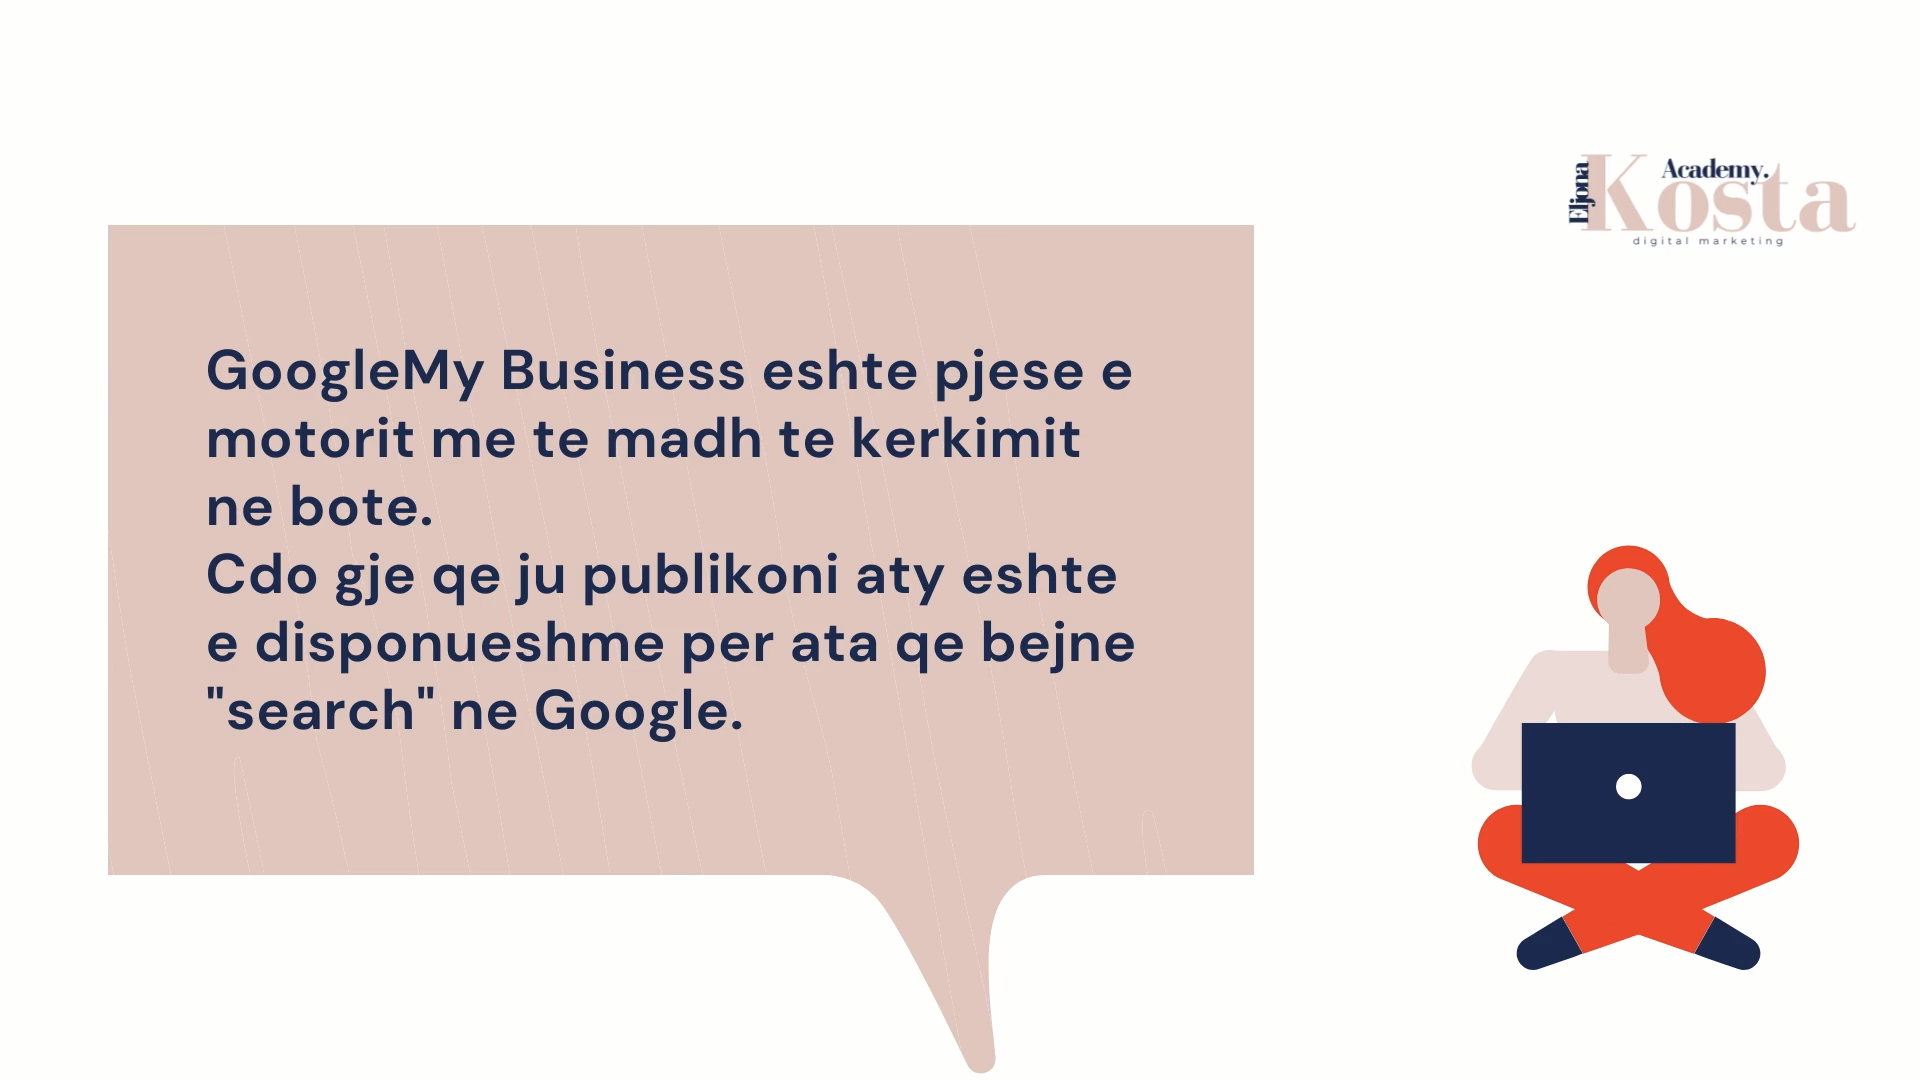 Eljona
Kosta
Academy.
digital marketing
GoogleMy Business eshte pjese e
motorit me te madh te kerkimit
ne bote.
Cdo gje qe ju publikoni aty eshte
e disponueshme per ata qe bejne
"search" ne Google.